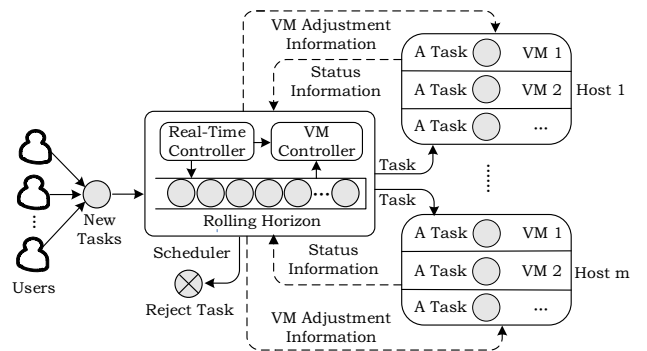 VM Adjustment
Information
Status
Information
A Task VM 1
A Task VM 2
A Task ...
Host 1
Real-Time
Controller
VM
Controller
...
Rolling Horizon
Task
Task
New
Tasks
Users
Scheduler
Reject Task
Status
Information
VM Adjustment
Information
A Task VM 1
A Task VM 2
A Task ...
Host m